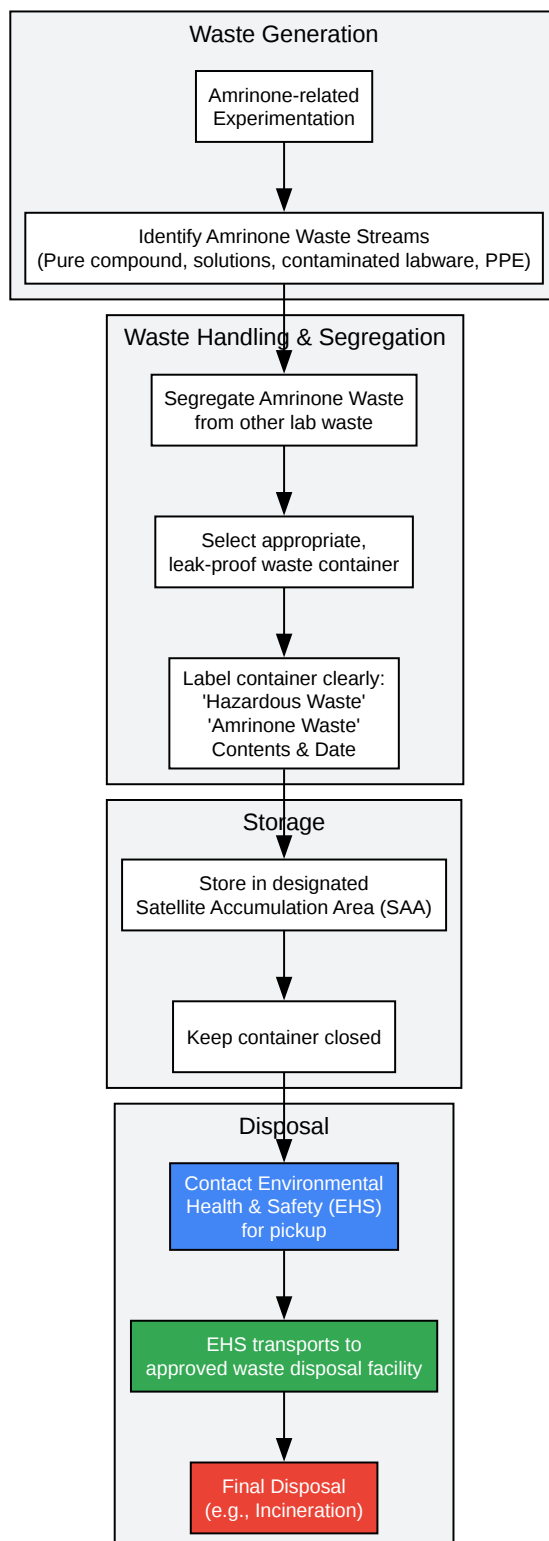 Waste Generation
Amrinone-related
Experimentation
Identify Amrinone Waste Streams
(Pure compound, solutions, contaminated labware, PPE)
Waste Handling & Segregation
Segregate Amrinone Waste
from other lab waste
Select appropriate,
leak-proof waste container
Label container clearly:
'Hazardous Waste'
'Amrinone Waste'
Contents & Date
Storage
Store in designated
Satellite Accumulation Area (SAA)
Keep container closed
Disposal
Contact Environmental
Health & Safety (EHS)
for pickup
EHS transports to
approved waste disposal facility
Final Disposal
(e.g., Incineration)